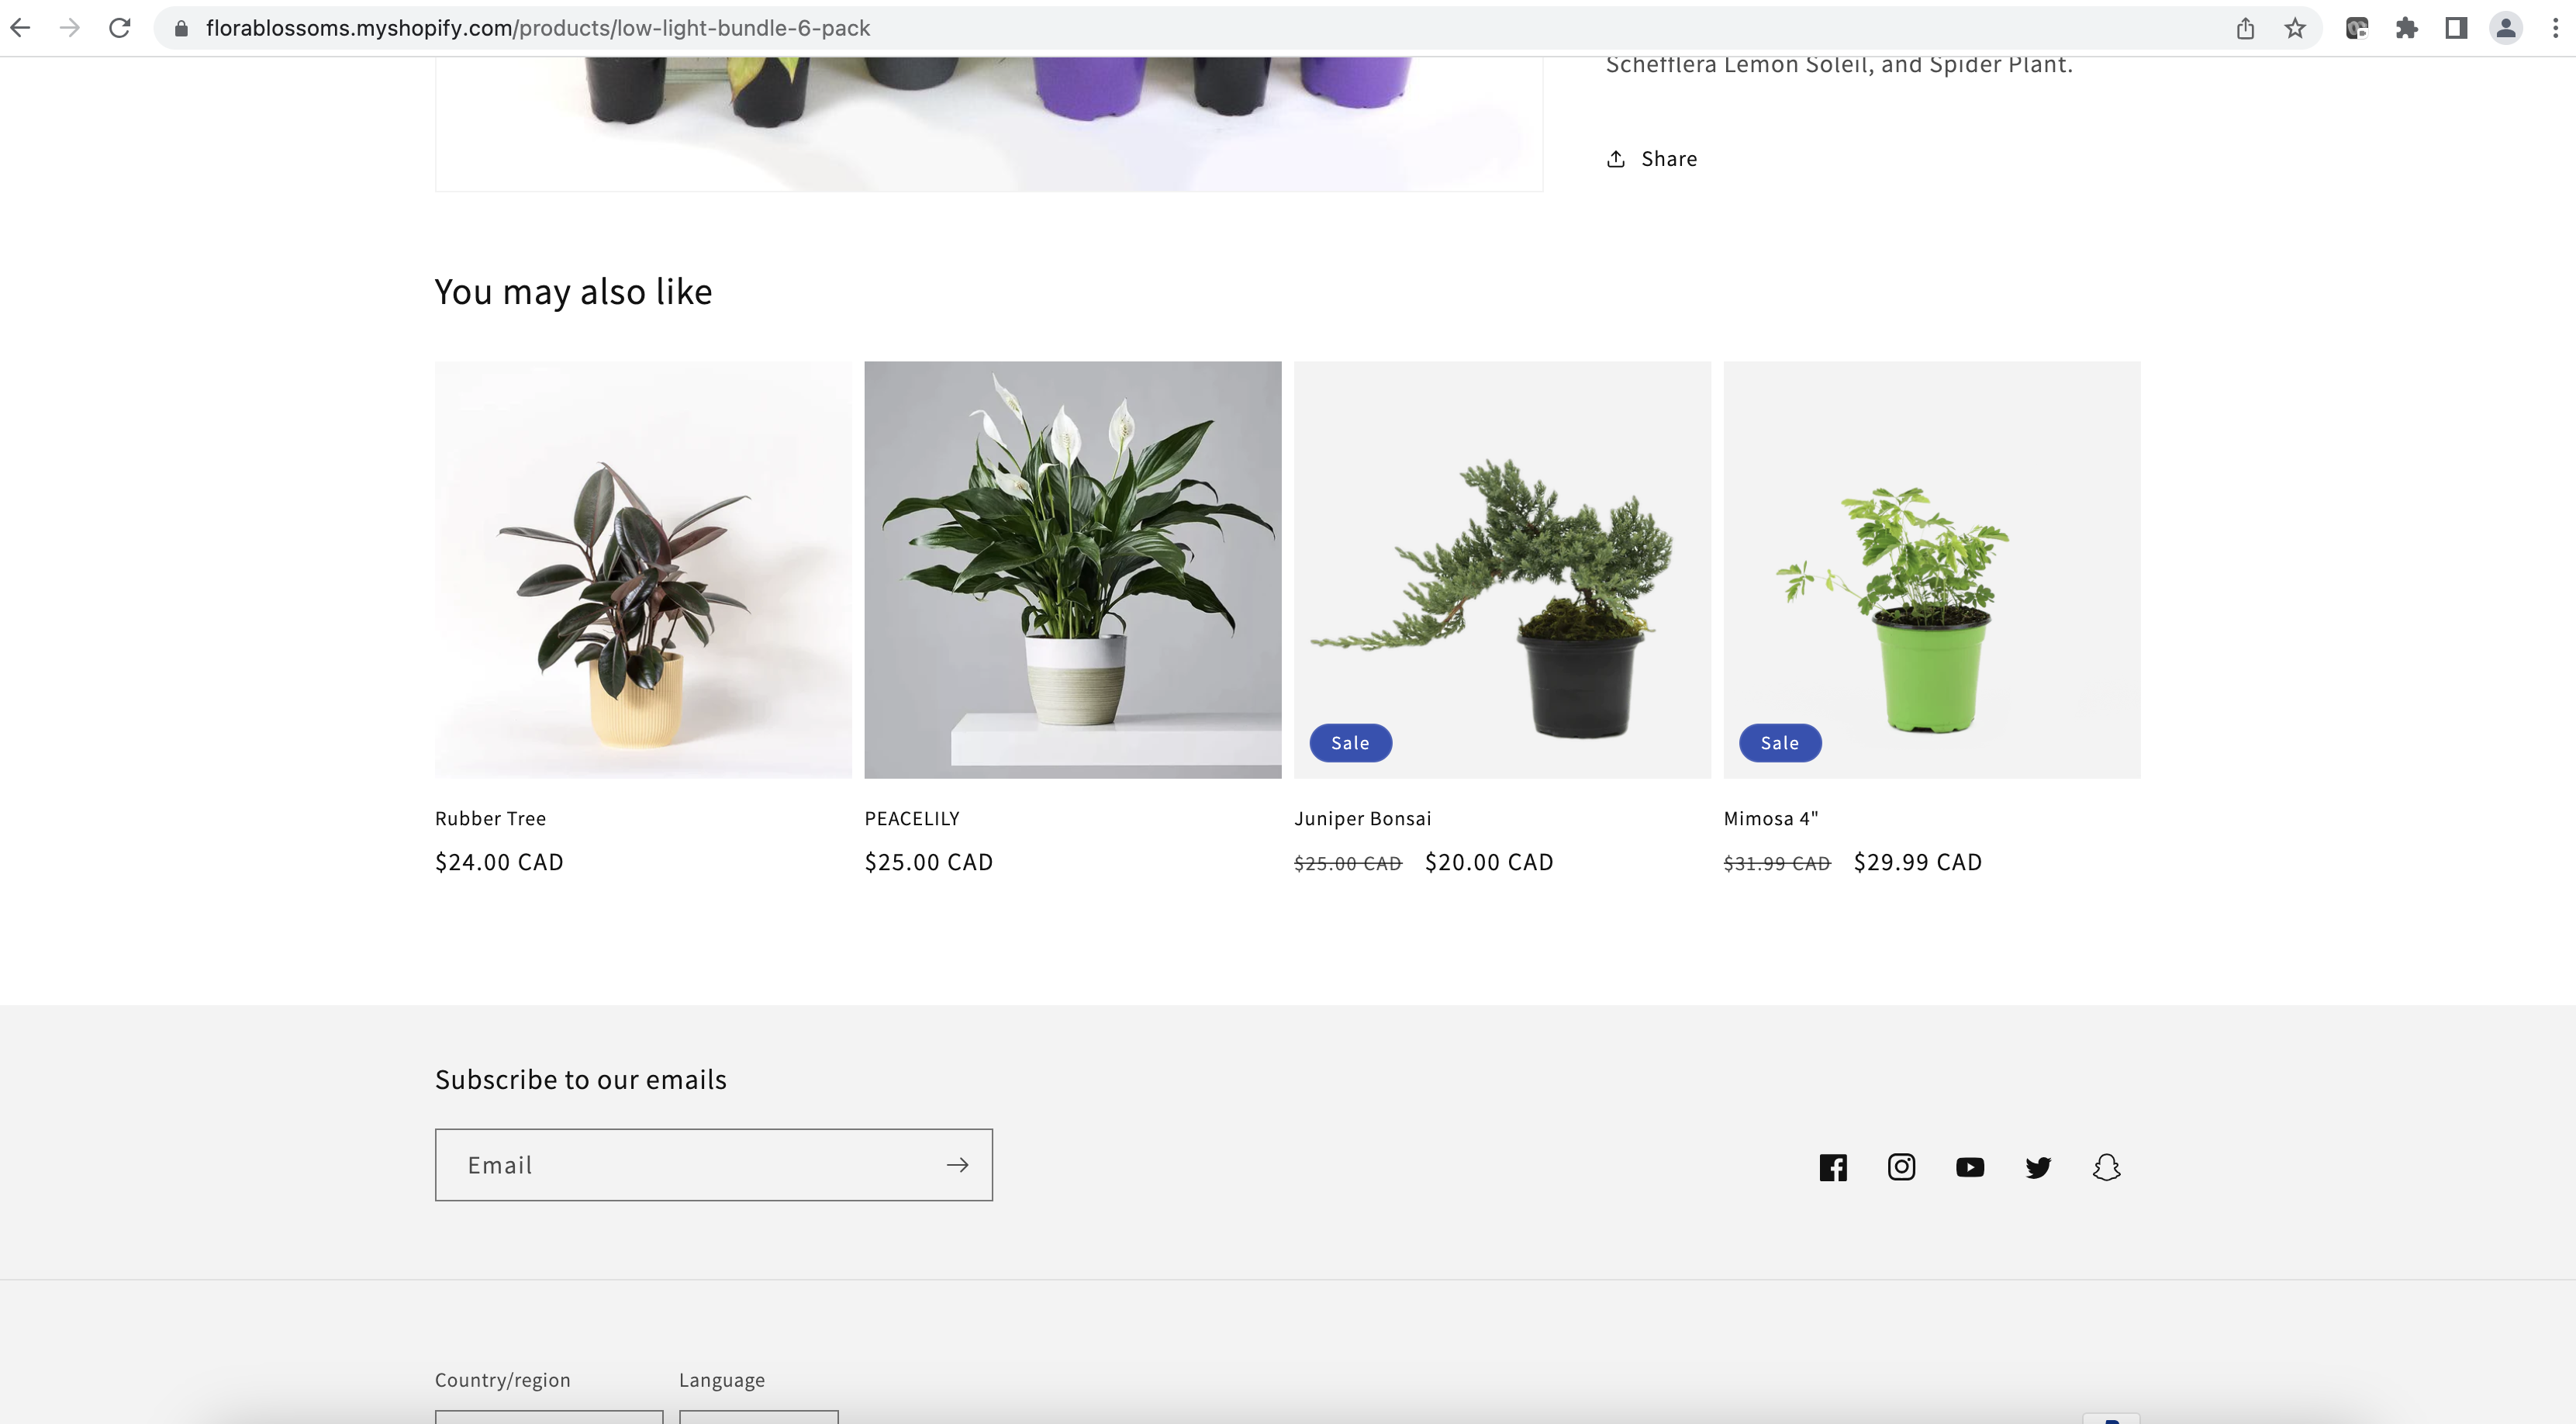 florablossoms.myshopify.com/products/low-light-bundle-6-pack
Schefflera Lemon Soleil, and Spider Plant.
Share
You may also like
Sale
Sale
Rubber Tree
PEACELILY
Juniper Bonsai
Mimosa 4"
$24.00 CAD
$25.00 CAD
$25.00 CAD $20.00 CAD
$31.99 CAD $29.99 CAD
Subscribe to our emails
Email
Country/region
Language